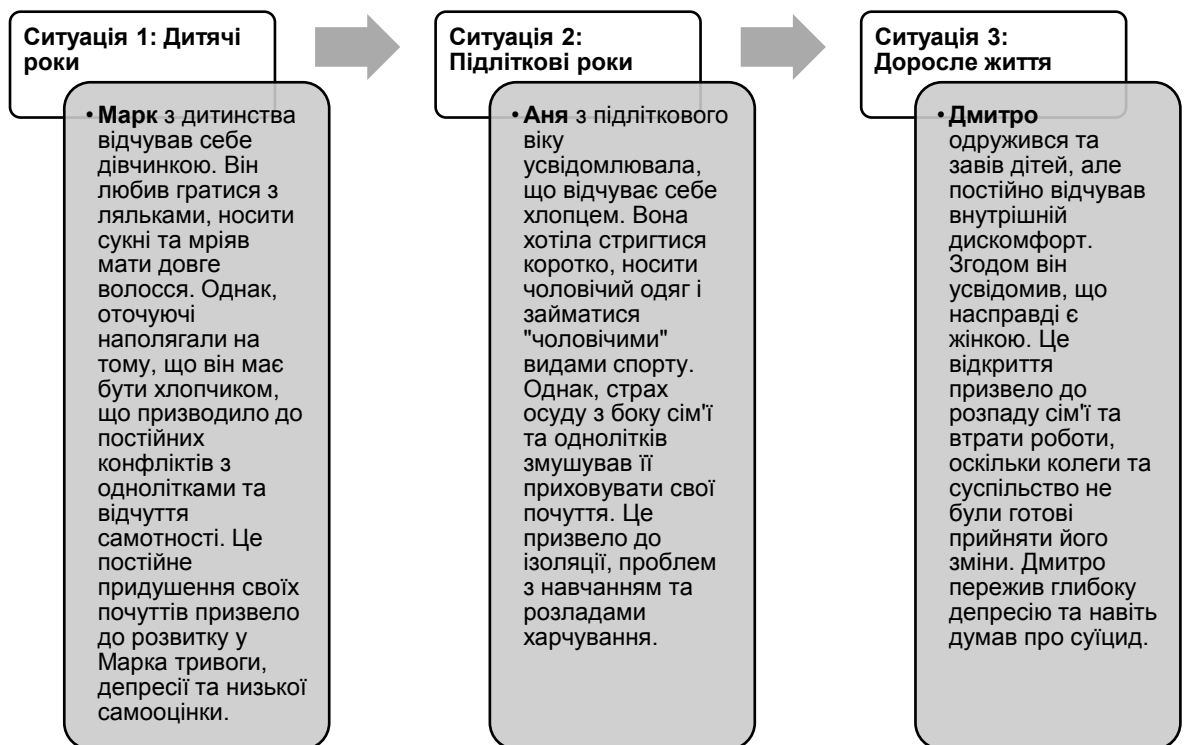 Ситуація 1: Дитячі
роки
• Марк з дитинства
відчував себе
дівчинкою. Він
любив гратися з
ляльками, носити
сукні та мріяв
мати довге
волосся. Однак,
оточуючі
наполягали на
тому, що він має
бути хлопчиком,
що призводило до
постійних
конфліктів з
однолітками та
відчуття
самотності. Це
постійне
придушення своїх
почуттів призвело
до розвитку у
Марка тривоги,
депресії та низької
самооцінки.
Ситуація 2:
Підліткові роки
• Аня з підліткового
віку
усвідомлювала,
що відчуває себе
хлопцем. Вона
хотіла стригтися
коротко, носити
чоловічий одяг і
займатися
"чоловічими"
видами спорту.
Однак, страх
осуду з боку сім'ї
та однолітків
змушував її
приховувати свої
почуття. Це
призвело до
ізоляції, проблем
з навчанням та
розладами
харчування.
Ситуація 3:
Доросле життя
• Дмитро
одружився та
завів дітей, але
постійно відчував
внутрішній
дискомфорт.
Згодом він
усвідомив, що
насправді є
жінкою. Це
відкриття
призвело до
розпаду сім'ї та
втрати роботи,
оскільки колеги та
суспільство не
були готові
прийняти його
зміни. Дмитро
пережив глибоку
депресію та навіть
думав про суїцид.